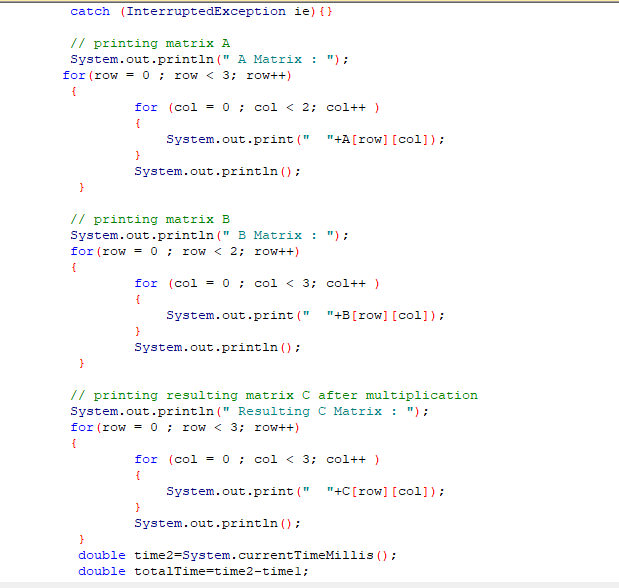 catch (InterruptedException ie){}
// printing matrix A
System.out.println(" A Matrix : ");
for(row = 0 ; row < 3; row++)
{
for (col = 0 ; col < 2; col++ )
{
System.out.print("  "+A[row][col]);
}
System.out.println();
}
// printing matrix B
System.out.println(" B Matrix : ");
for(row = 0 ; row < 2; row++)
{
for (col = 0 ; col < 3; col++ )
{
System.out.print("  "+B[row][col]);
}
System.out.println();
}
// printing resulting matrix C after multiplication
System.out.println(" Resulting C Matrix : ");
for(row = 0 ; row < 3; row++)
{
for (col = 0 ; col < 3; col++ )
{
System.out.print("  "+C[row][col]);
}
System.out.println();
}
double time2=System.currentTimeMillis();
double totalTime=time2-time1;